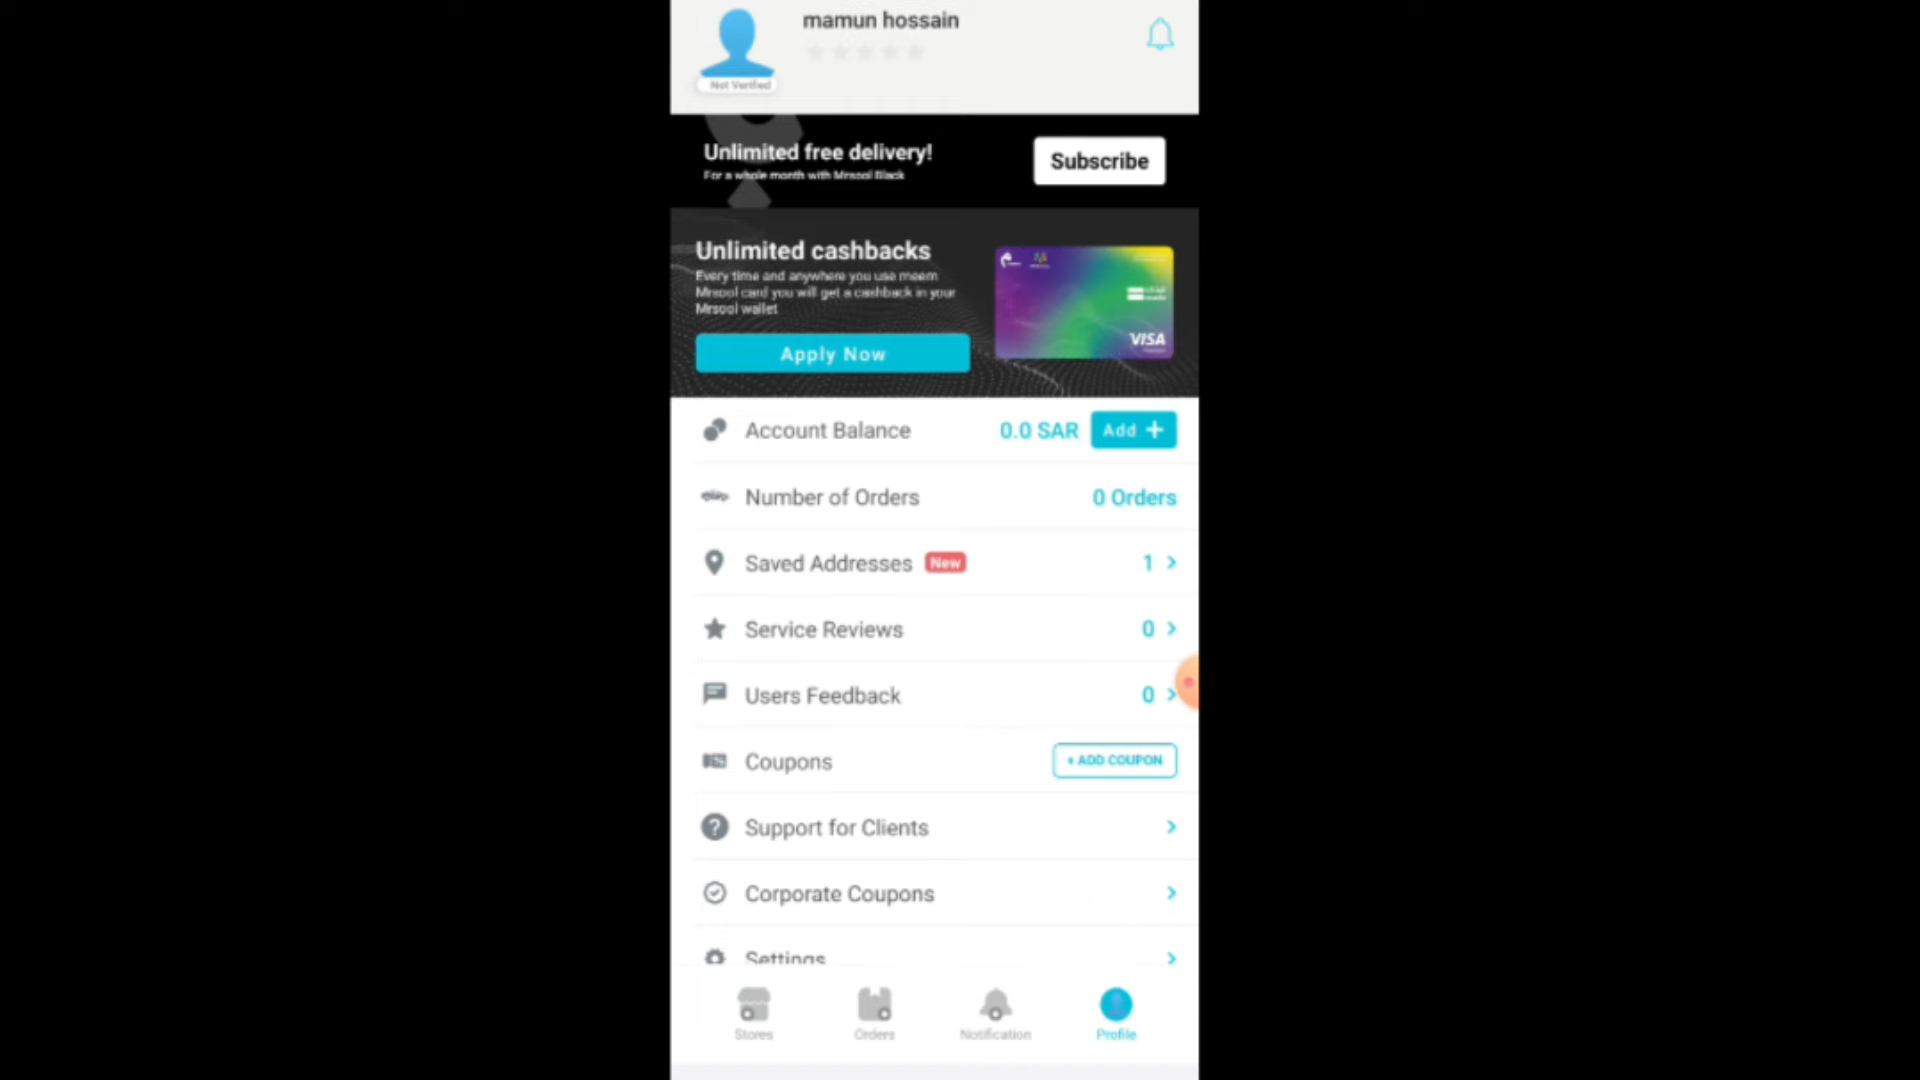 mamun hossain
Not Verified
Unlimited free delivery!
For a whole month with Mrsool Black
Subscribe
Unlimited cashbacks
Every time and anywhere you use meem
Mrsool card you will get a cashback in your
Mrsool wallet
Apply Now
VISA
Account Balance 0.0 SAR Add +
Number of Orders 0 Orders
Saved Addresses New 1
Service Reviews 0
Users Feedback 0
Coupons + ADD COUPON
Support for Clients
Corporate Coupons
Settings
Stores Orders Notification Profile